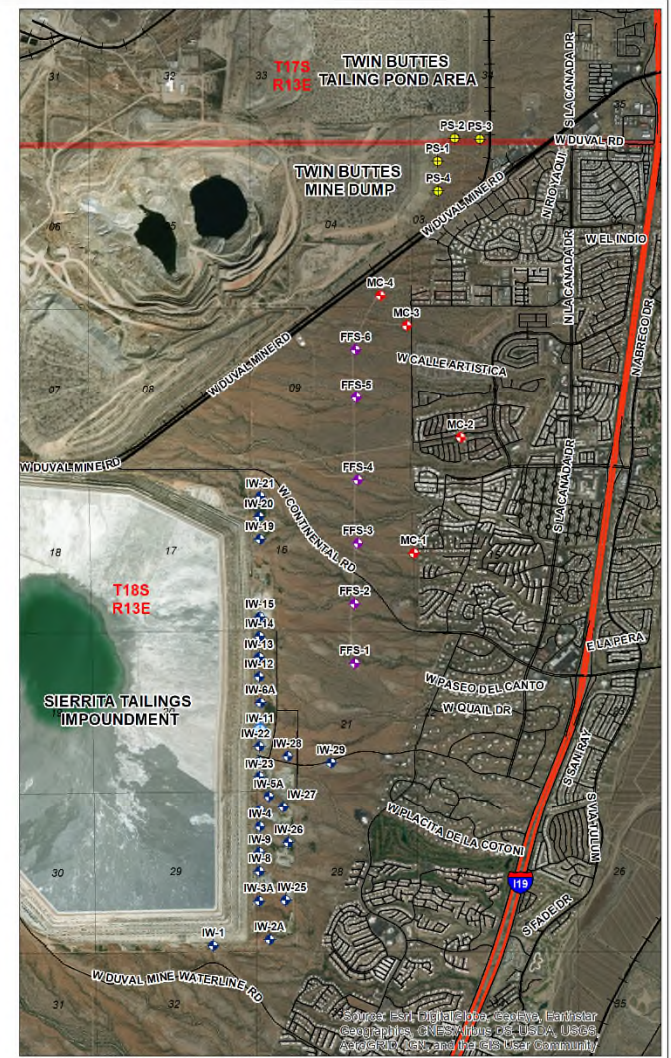 31
32
33
34
35
T17S
R13E
TWIN BUTTES
TAILING POND AREA
S LA CANADA DR
1
PS-2
PS-3
W DUVAL RD
PS-1
PS-4
TWIN BUTTES
MINE DUMP
N RIO YAQUI
W DUVAL MINE RD
06
05
04
03
W EL INDIO
N LA CANADA DR
MC-4
MC-3
N ABREGO DR
FFS-6
W DUVAL MINE RD
W CALLE ARTISTICA
07
08
09
FFS-5
MC-2
W DUVAL MINE RD
FFS-4
S LA CANADA DR
IW-21
IW-20
IW-19
W CONTINENTAL RD
18
17
16
FFS-3
MC-1
T18S
R13E
FFS-2
IW-15
IW-14
IW-13
IW-12
E LA PERA
FFS-1
19
20
W PASEO DEL CANTO
IW-6A
SIERRITA TAILINGS
IMPOUNDMENT
W QUAIL DR
IW-11
21
23
IW-22
IW-28
IW-29
S SAN RAY
IW-23
IW-5A
IW-27
IW-4
W PLACITA DE LA COTONI
S VIA TULUM
IW-26
IW-9
IW-8
30
29
28
26
I19
IW-3A
IW-25
S FADE DR
IW-1
IW-2A
W DUVAL MINE WATERLINE RD
31
32
33
35
Source: Esri, DigitalGlobe, GeoEye, Earthstar
Geographics, CNES/Airbus DS, USDA, USGS,
AeroGRID, IGN, and the GIS User Community